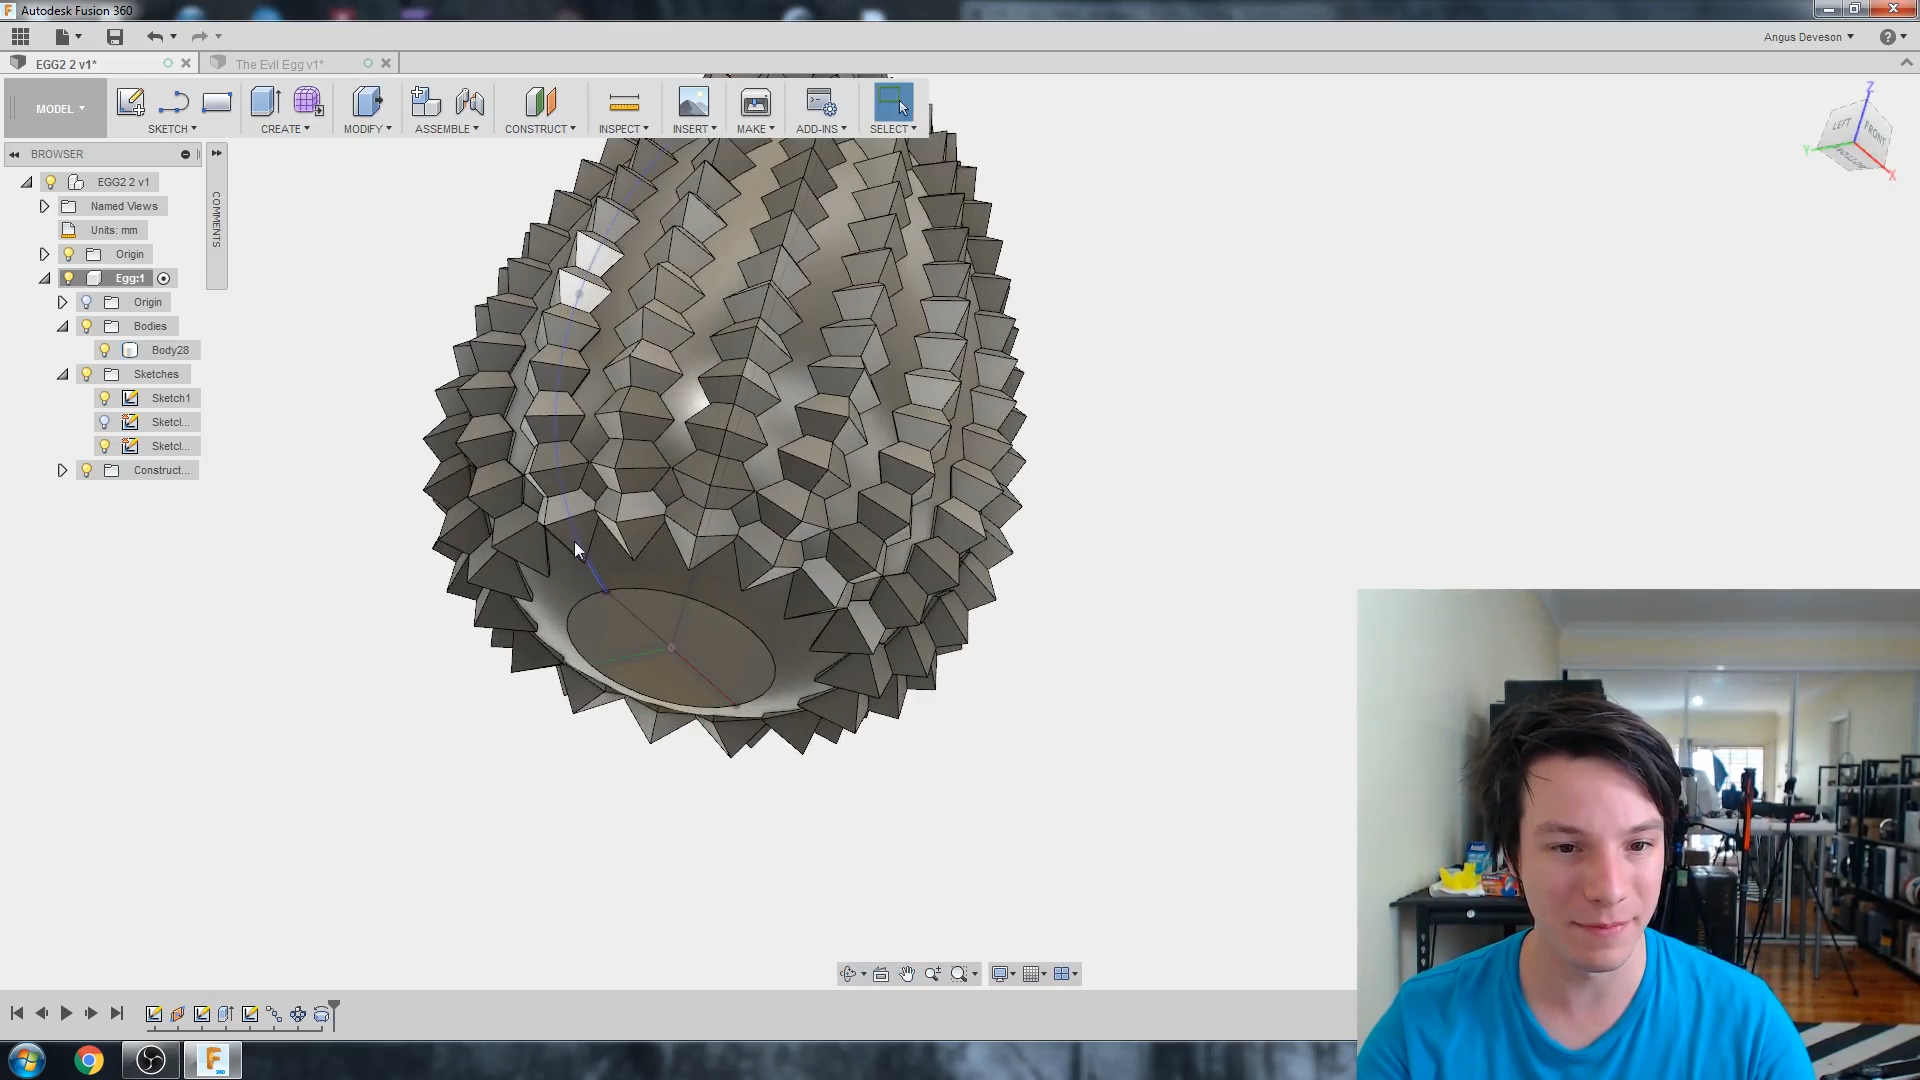 Autodesk Fusion 360
Angus Deveson
EGG2 2 v1*
The Evil Egg v1*
MODEL
SKETCH
CREATE
MODIFY
ASSEMBLE
CONSTRUCT
INSPECT
INSERT
MAKE
ADD-INS
SELECT
BROWSER
COMMENTS
EGG2 2 v1
Named Views
Units: mm
Origin
Egg:1
Origin
Bodies
Body28
Sketches
Sketch1
Sketcl...
Sketcl...
Construct...
Z
LEFT
FRONT
BOTTOM
Y
X
F
360